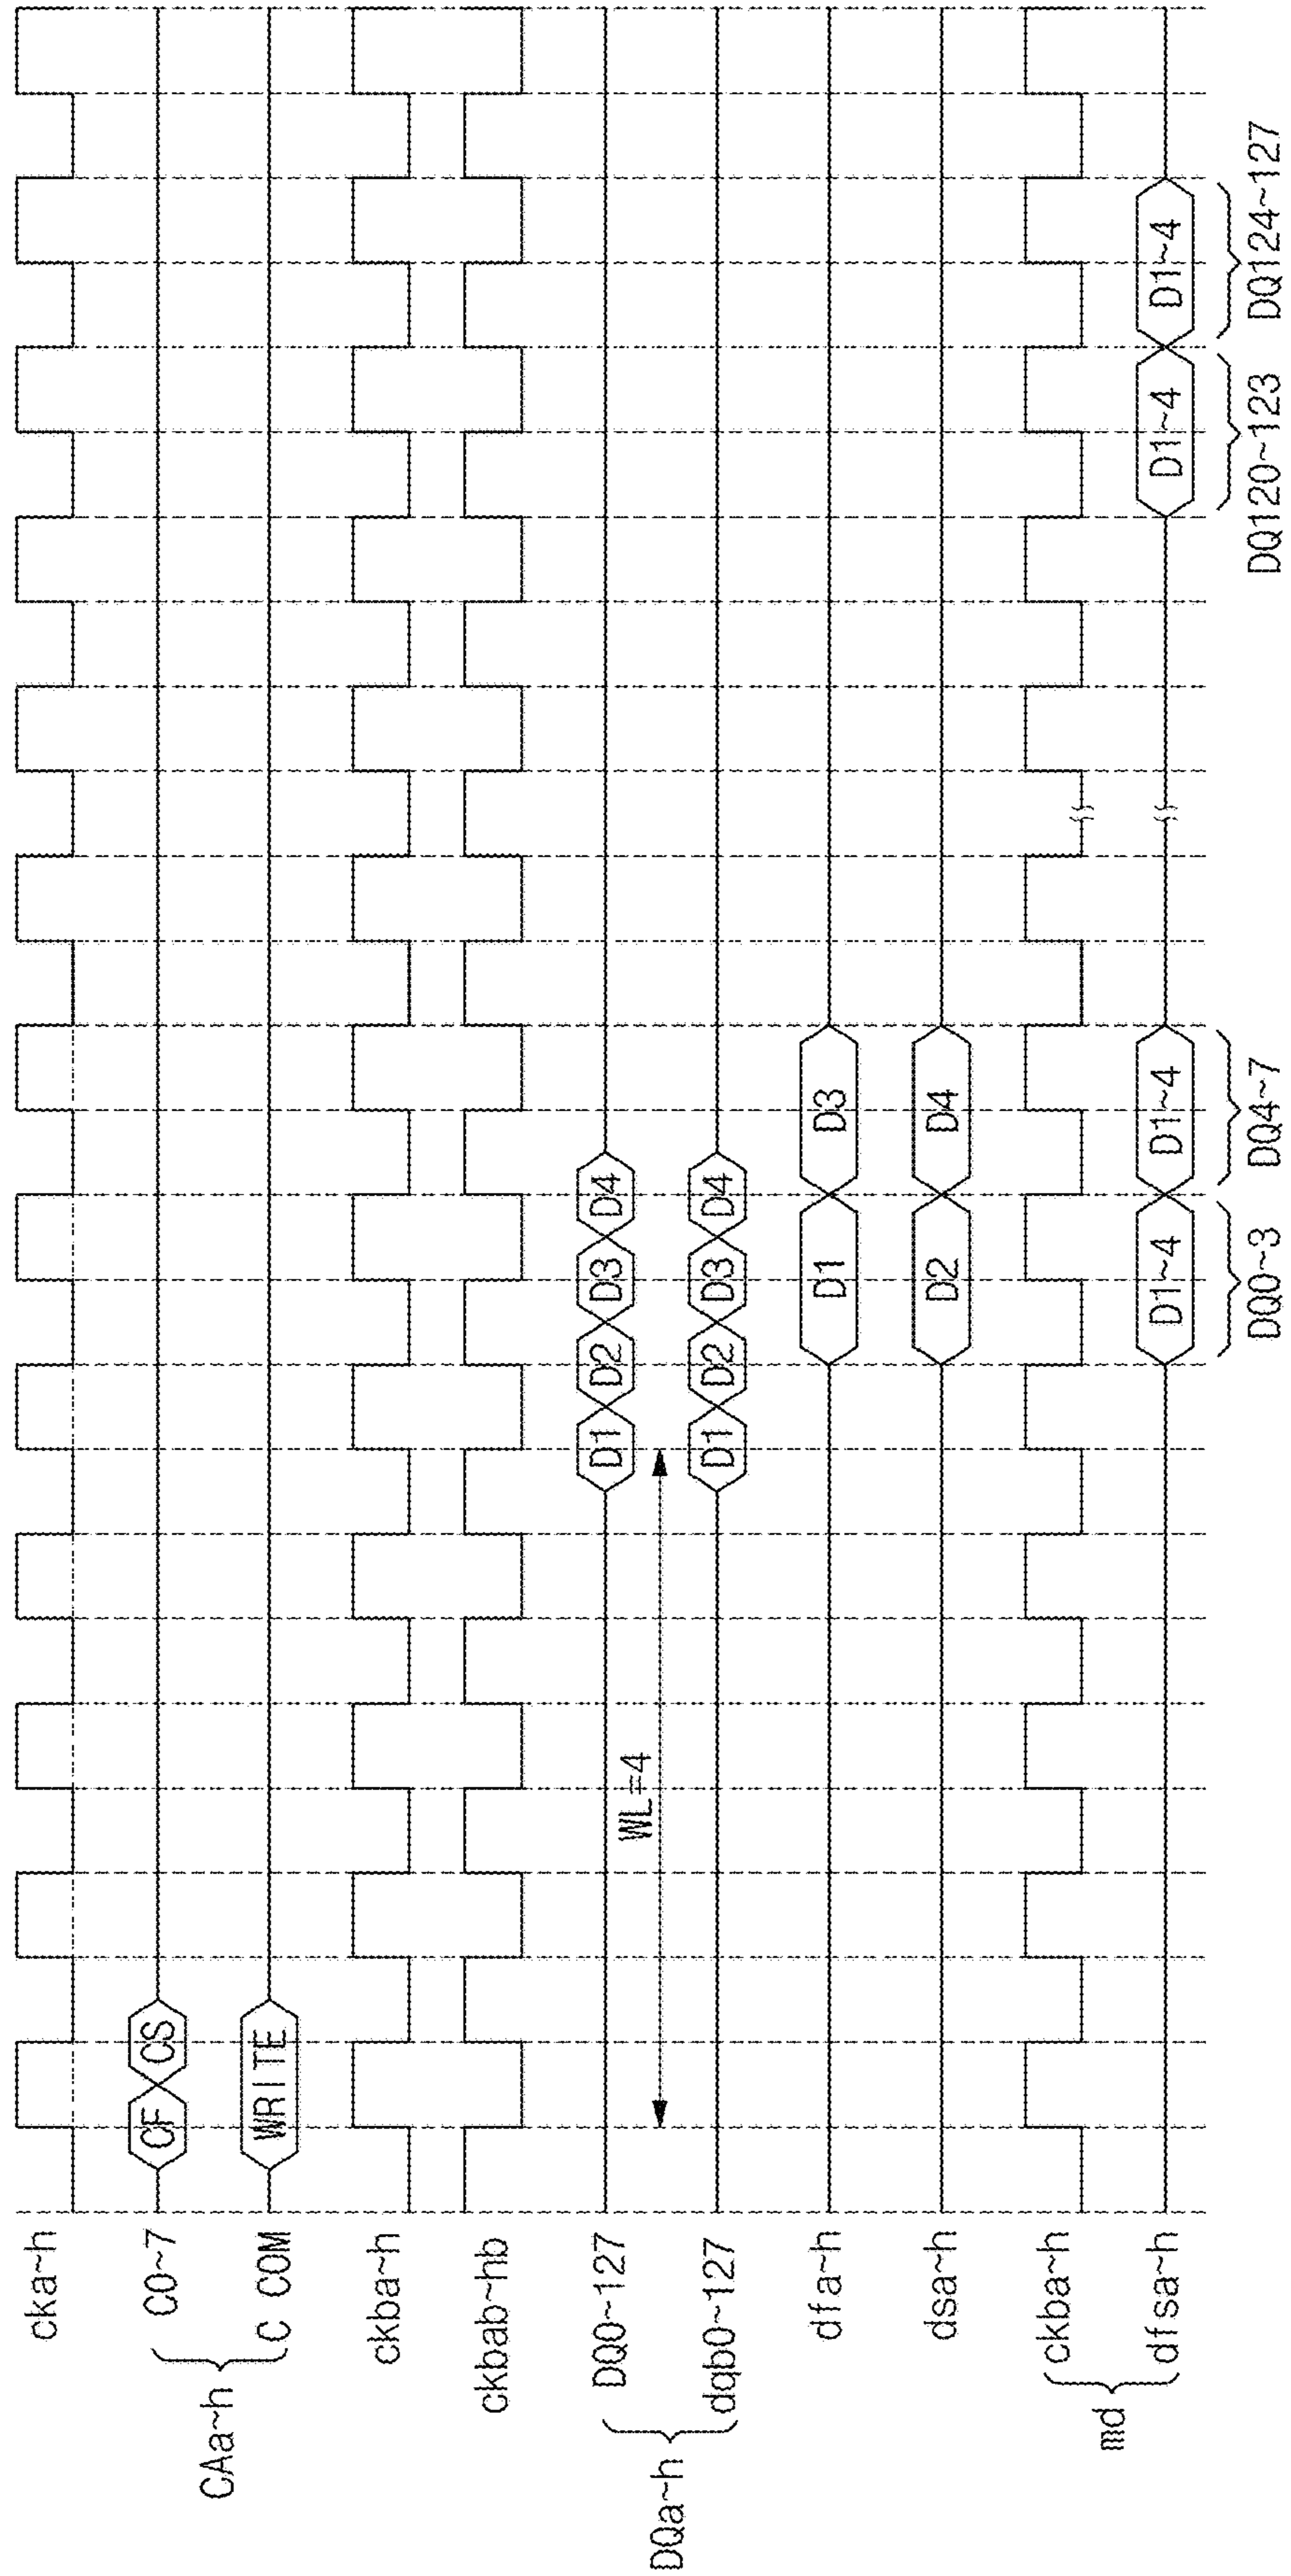 cka~h
CAa~h
C0~7
CF
CS
C COM
WRITE
ckba~h
ckbab~hb
DQa~h
DQ0~127
D1
D2
D3
D4
WL=4
dqb0~127
D1
D2
D3
D4
dfa~h
D1
D3
dsa~h
D2
D4
md
ckba~h
dfsa~h
D1~4
D1~4
D1~4
D1~4
DQ0~3
DQ4~7
DQ120~123
DQ124~127